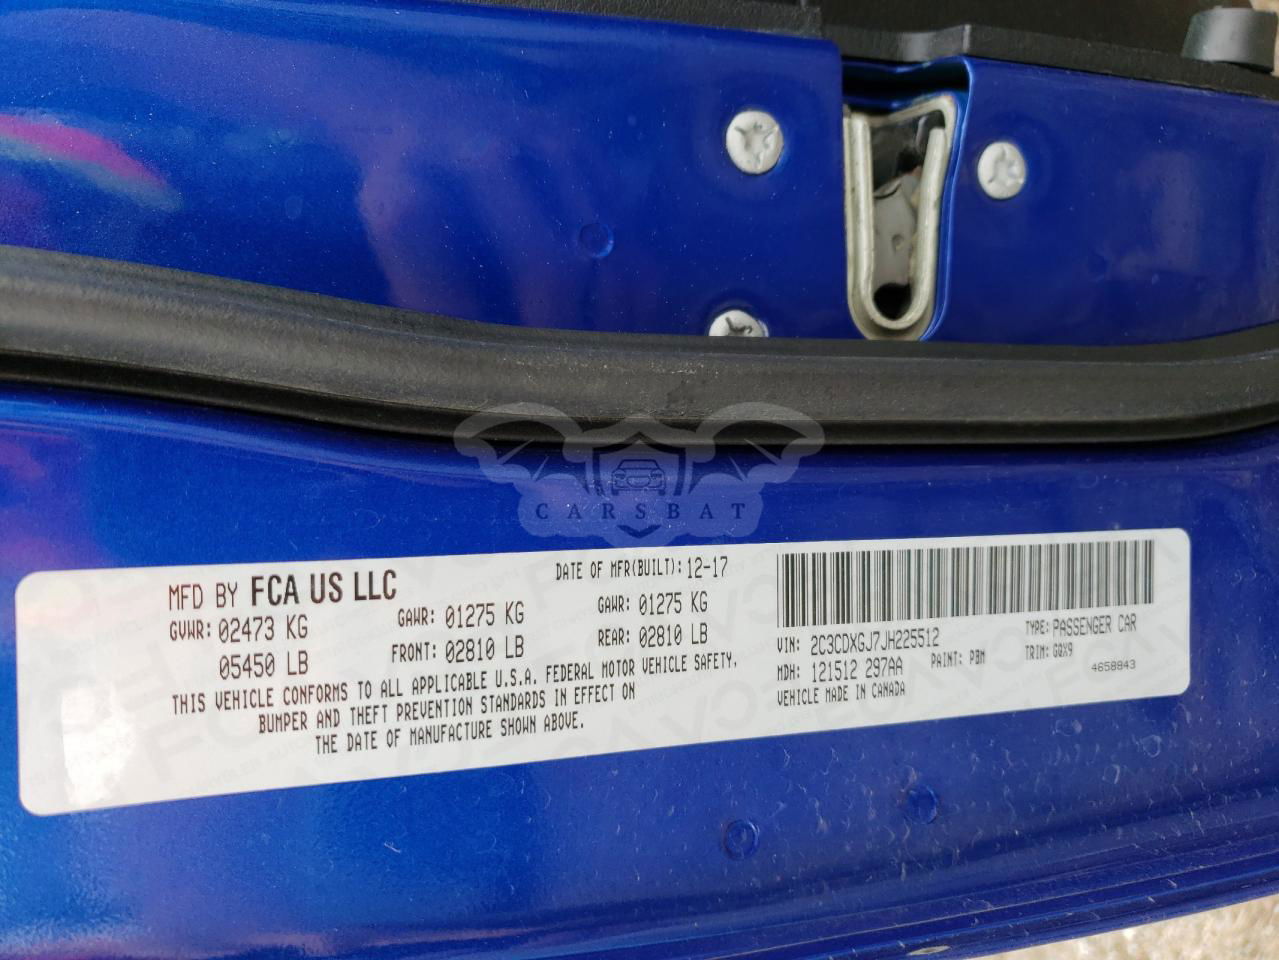 CARSBAT
MFD BY FCA US LLC
DATE OF MFR(BUILT): 12-17
GVWR: 02473 KG GAWR: 01275 KG GAWR: 01275 KG
05450 LB FRONT: 02810 LB REAR: 02810 LB
THIS VEHICLE CONFORMS TO ALL APPLICABLE U.S.A. FEDERAL MOTOR VEHICLE SAFETY,
BUMPER AND THEFT PREVENTION STANDARDS IN EFFECT ON
THE DATE OF MANUFACTURE SHOWN ABOVE.
VIN: 2C3CDXGJ7JH225512 TYPE: PASSENGER CAR
MDH: 121512 297AA PAINT: PBM TRIM: GQX9
VEHICLE MADE IN CANADA 4658843